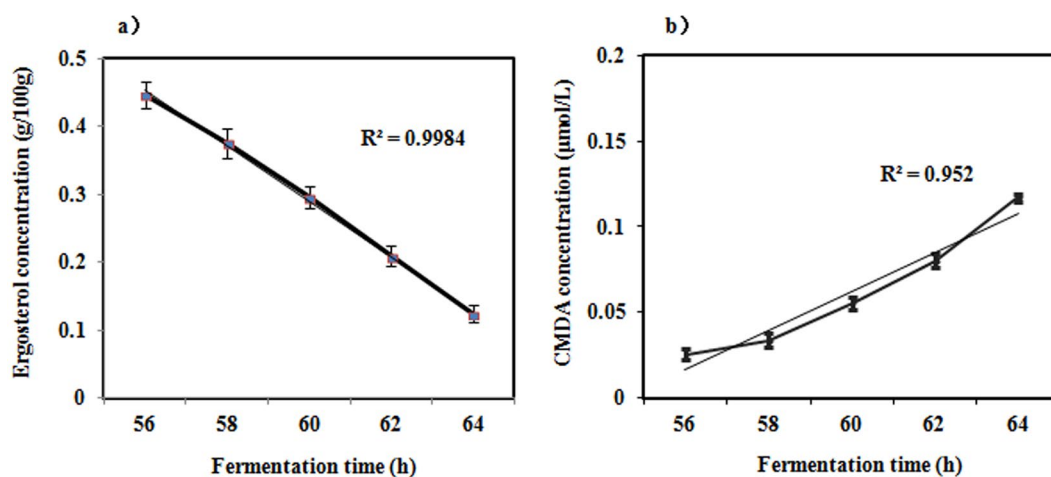 a)
Ergosterol concentration (g/100g)
0.5
0.4
0.3
0.2
0.1
0
R² = 0.9984
56 58 60 62 64
Fermentation time (h)
b)
CMDA concentration (μmol/L)
0.2
0.15
0.1
0.05
0
R² = 0.952
56 58 60 62 64
Fermentation time (h)